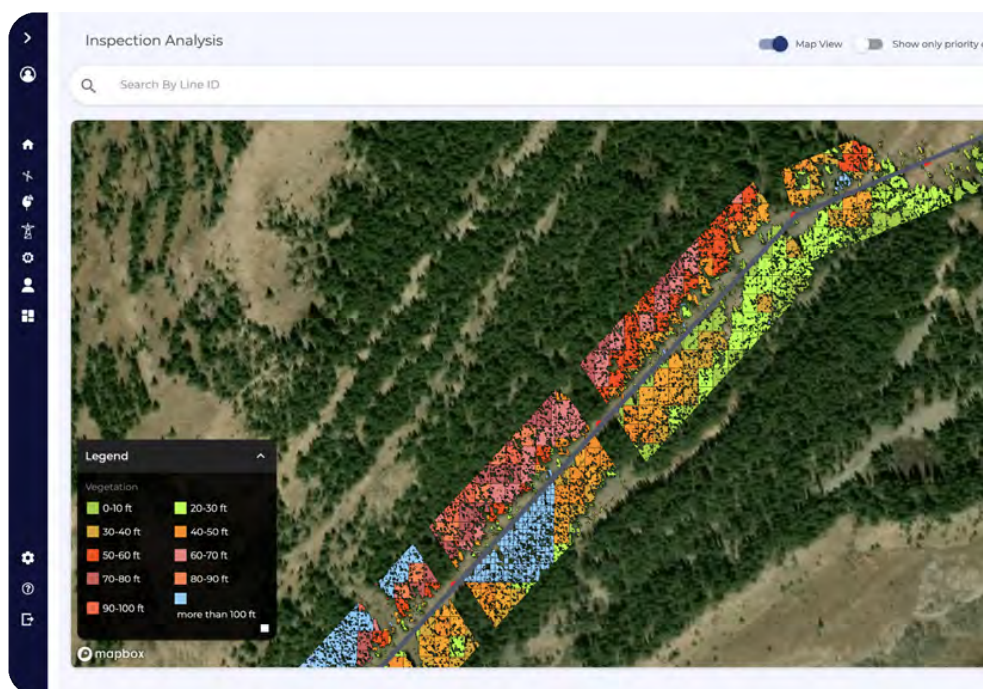 Inspection Analysis
Map View
Show only priority
Search By Line ID
Legend
Vegetation
0-10 ft
20-30 ft
30-40 ft
40-50 ft
50-60 ft
60-70 ft
70-80 ft
80-90 ft
90-100 ft
more than 100 ft
mapbox